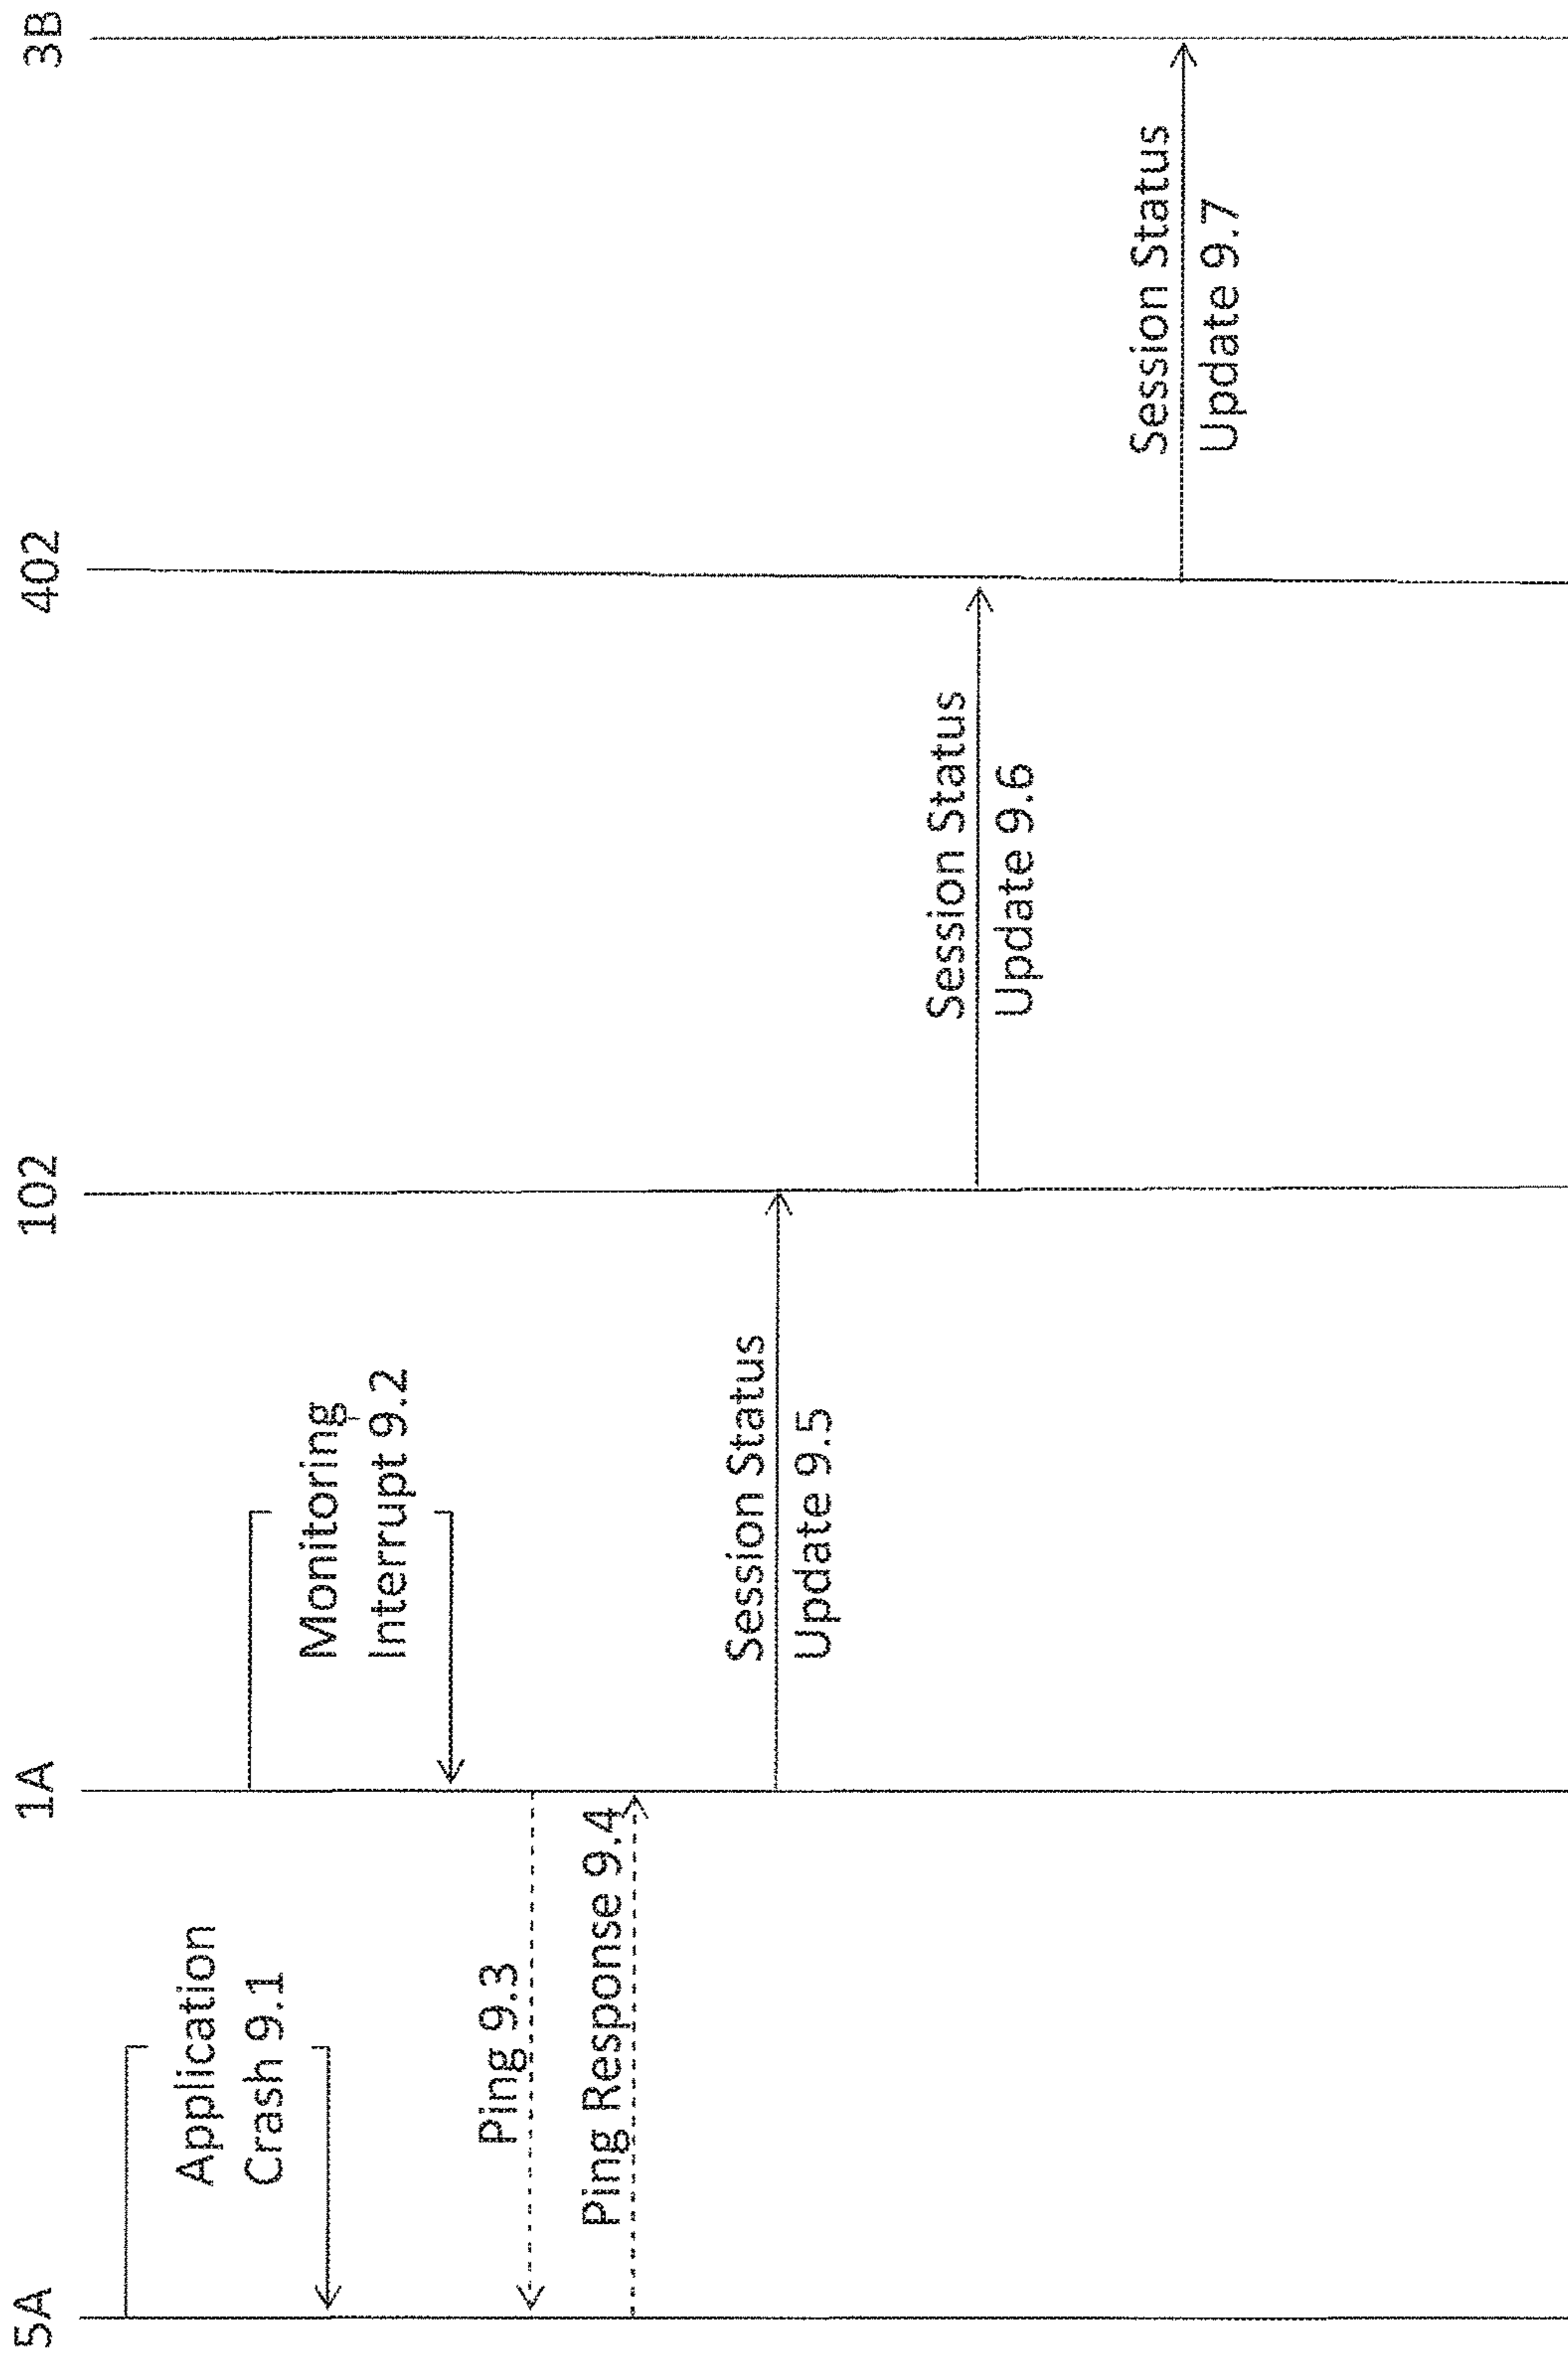 5A
1A
102
402
3B
Application
Crash 9.1
Monitoring
Interrupt 9.2
Ping 9.3
Ping Response 9.4
Session Status
Update 9.5
Session Status
Update 9.6
Session Status
Update 9.7